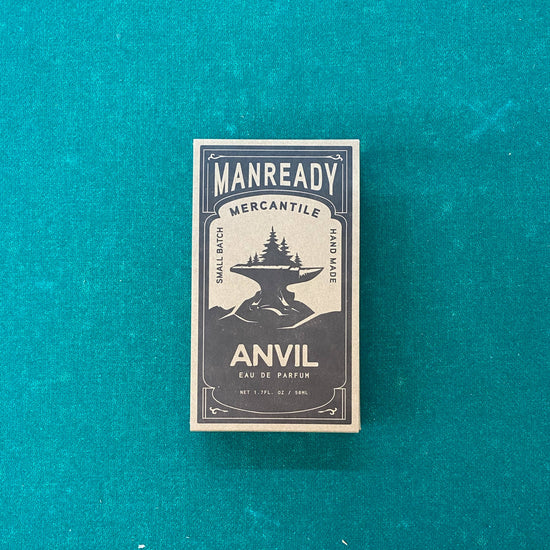 MANREADY
MERCANTILE
SMALL BATCH
HAND MADE
ANVIL
EAU DE PARFUM
NET 1.7FL. OZ / 50ML